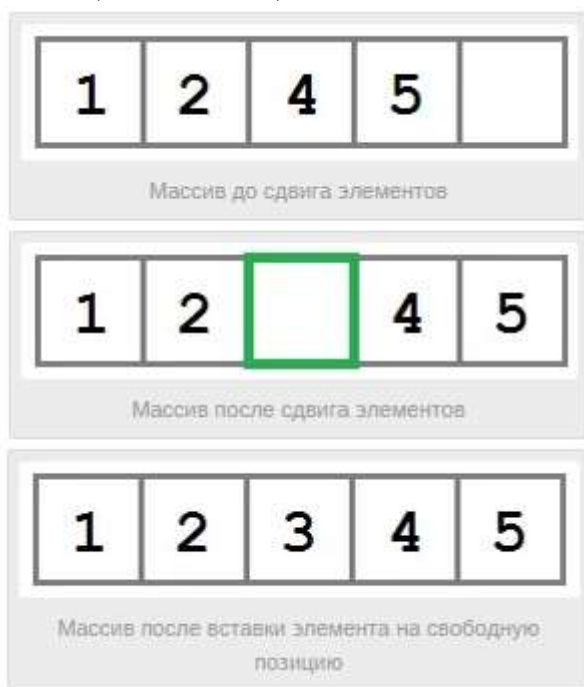 1 2 4 5
Массив до сдвига элементов
1 2 4 5
Массив после сдвига элементов
1 2 3 4 5
Массив после вставки элемента на свободную
позицию